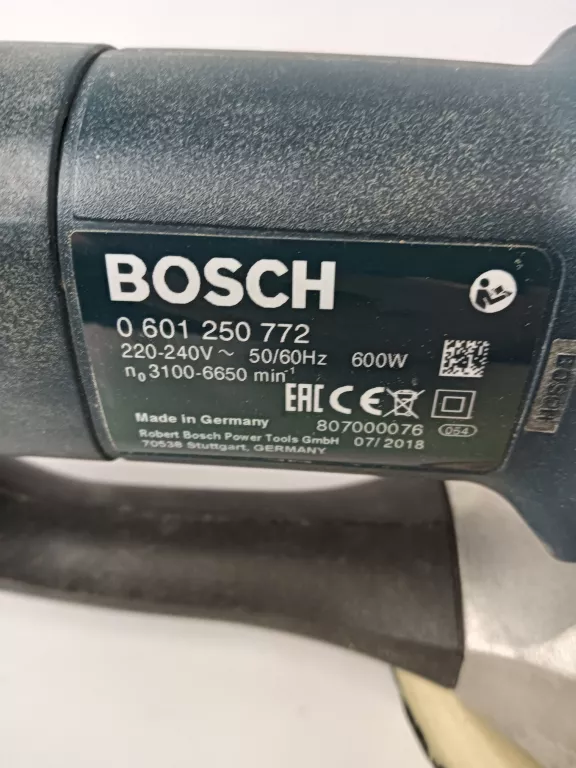 BOSCH
0 601 250 772
220-240V ~ 50/60Hz 600W
n₀ 3100-6650 min⁻¹
EAC CE
Made in Germany 807000076 054
Robert Bosch Power Tools GmbH 07/2018
70538 Stuttgart, GERMANY
BOSCH